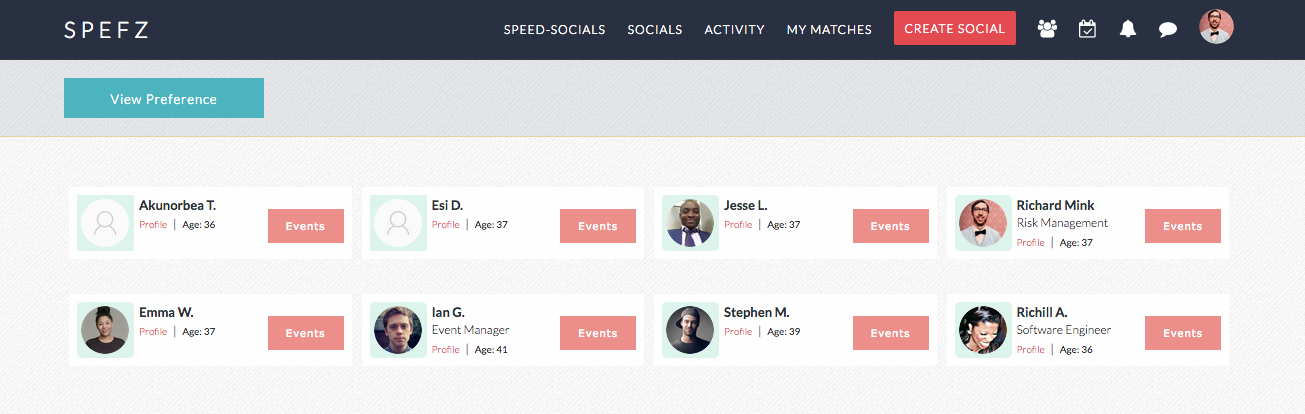 SPEFZ
SPEED-SOCIALS SOCIALS ACTIVITY MY MATCHES CREATE SOCIAL
View Preference
Akunorbea T.
Profile | Age: 36
Events
Esi D.
Profile | Age: 37
Events
Jesse L.
Profile | Age: 37
Events
Richard Mink
Risk Management
Profile | Age: 37
Events
Emma W.
Profile | Age: 37
Events
Ian G.
Event Manager
Profile | Age: 41
Events
Stephen M.
Profile | Age: 39
Events
Richill A.
Software Engineer
Profile | Age: 36
Events